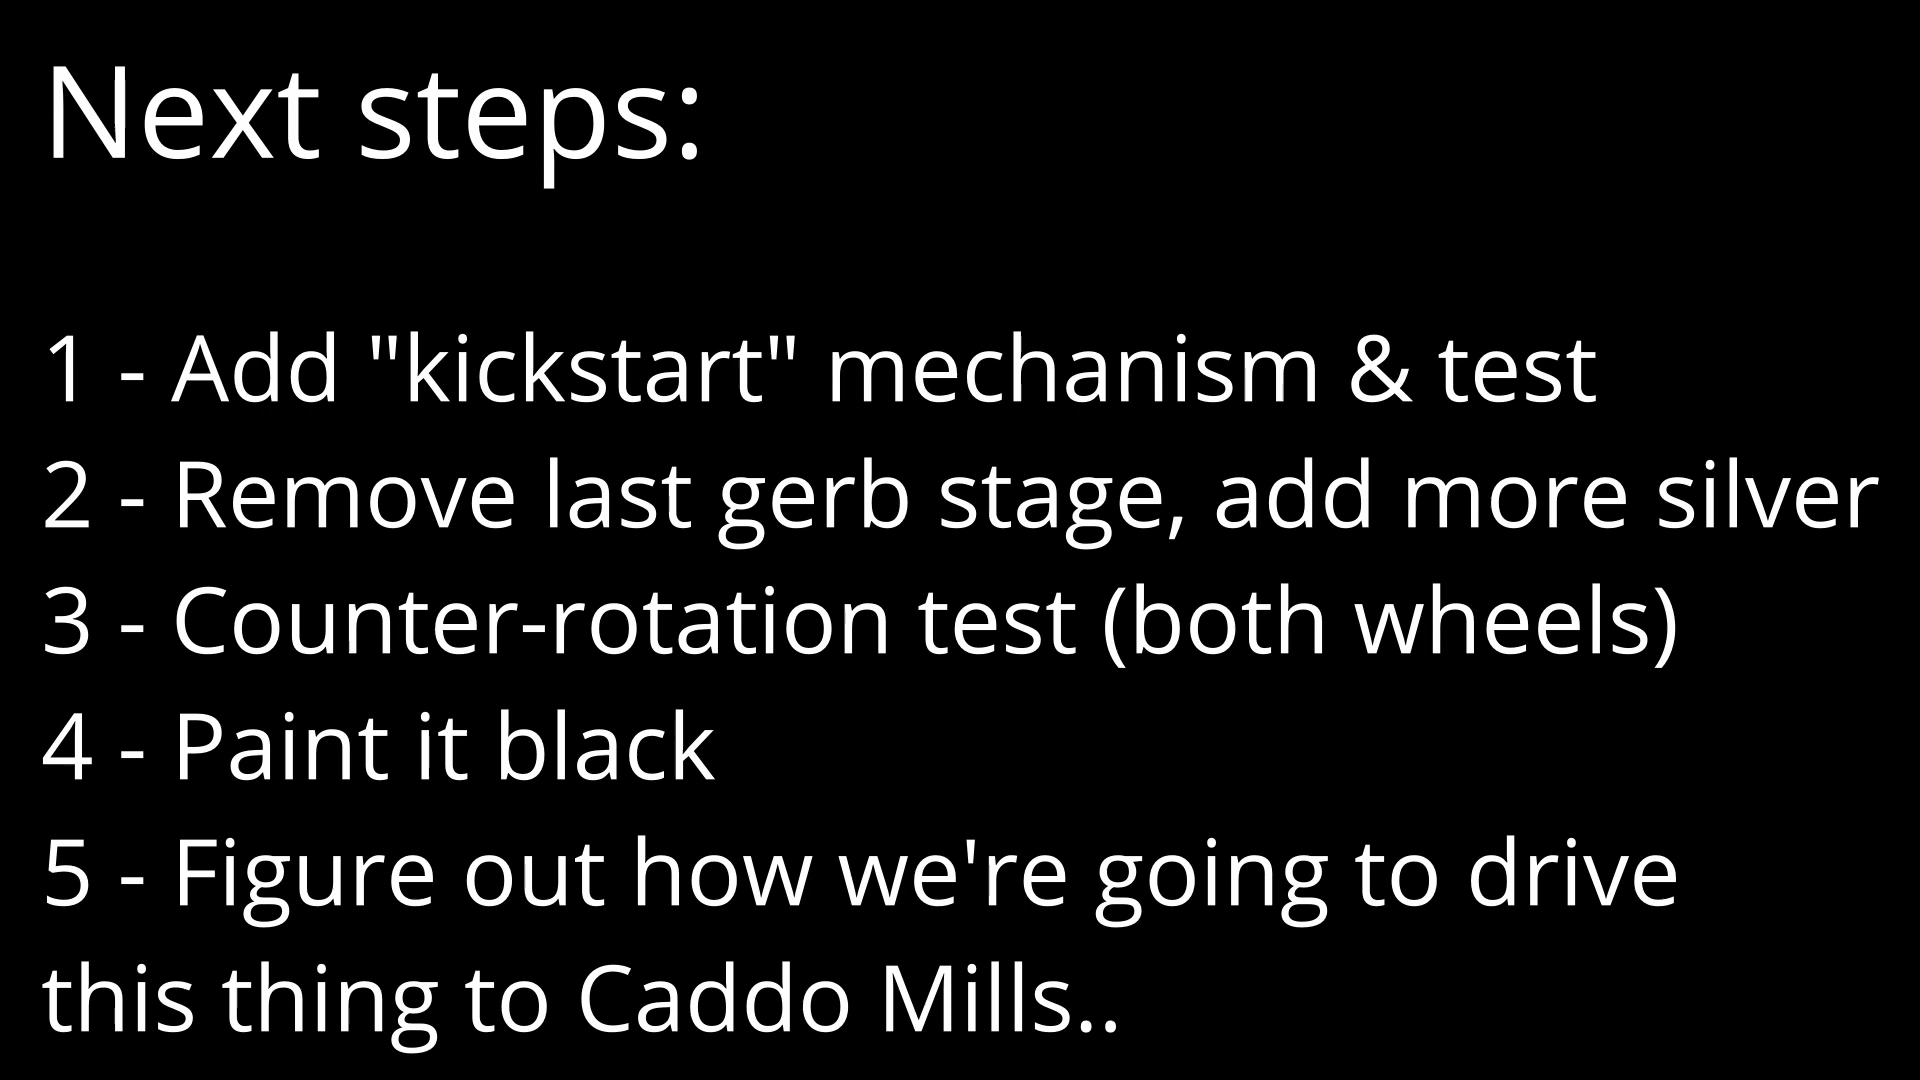 Next steps:
1 - Add "kickstart" mechanism & test
2 - Remove last gerb stage, add more silver
3 - Counter-rotation test (both wheels)
4 - Paint it black
5 - Figure out how we're going to drive
this thing to Caddo Mills..